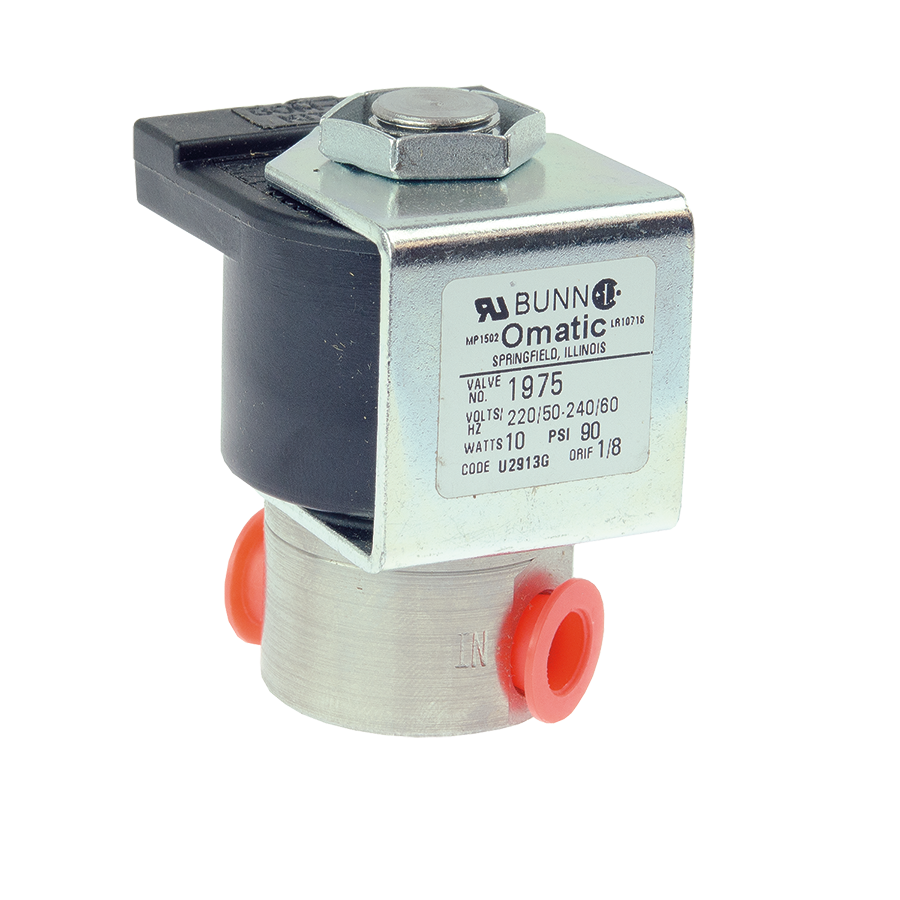 BUNN
MP1502 Omatic LR10716
SPRINGFIELD, ILLINOIS
VALVE NO. 1975
VOLTS/HZ 220/50-240/60
WATTS 10 PSI 90
CODE U2913G ORIF 1/8
IN